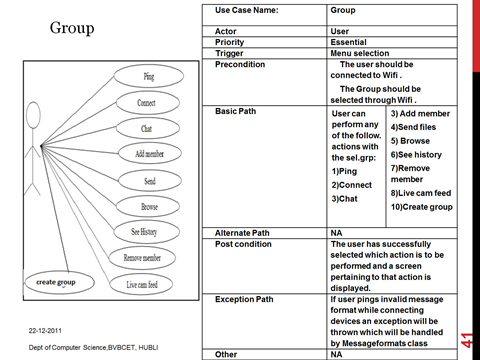 Group
Ping
Connect
Chat
Add member
Send
Browse
See History
Remove member
Live cam feed
create group
22-12-2011
Dept of Computer Science,BVBCET, HUBLI
Use Case Name: Group
Actor User
Priority Essential
Trigger Menu selection
Precondition The user should be
connected to Wifi .
The Group should be
selected through Wifi .
Basic Path
User can
perform any
of the follow.
actions with
the sel.grp:
1)Ping
2)Connect
3)Chat
3) Add member
4)Send files
5) Browse
6)See history
7)Remove
member
8)Live cam feed
10)Create group
Alternate Path NA
Post condition The user has successfully
selected which action is to be
performed and a screen
pertaining to that action is
displayed.
Exception Path If user pings invalid message
format while connecting
devices an exception will be
thrown which will be handled
by Messageformats class
Other NA
41